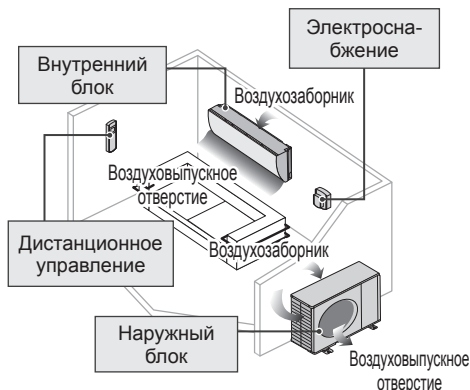 Электросна-
бжение
Внутренний
блок
Воздухозаборник
Воздуховыпускное
отверстие
Дистанционное
управление
Воздухозаборник
Наружный
блок
Воздуховыпускное
отверстие